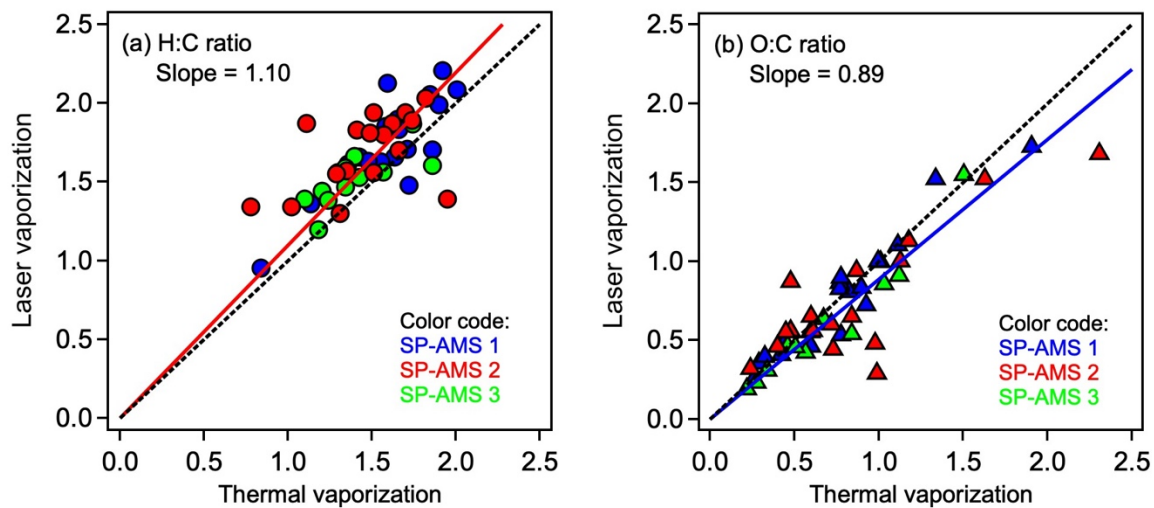 (a) H:C ratio
Slope = 1.10
Laser vaporization
2.5
2.0
1.5
1.0
0.5
0.0
Color code:
SP-AMS 1
SP-AMS 2
SP-AMS 3
0.0 0.5 1.0 1.5 2.0 2.5
Thermal vaporization
(b) O:C ratio
Slope = 0.89
Laser vaporization
2.5
2.0
1.5
1.0
0.5
0.0
Color code:
SP-AMS 1
SP-AMS 2
SP-AMS 3
0.0 0.5 1.0 1.5 2.0 2.5
Thermal vaporization